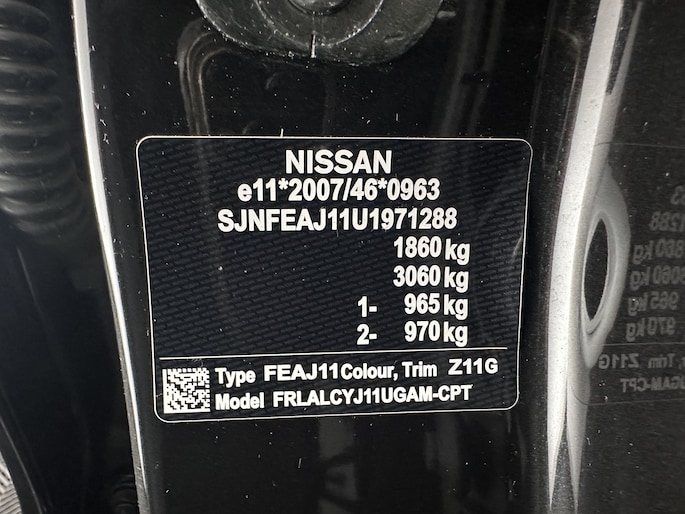 NISSAN
e11*2007/46*0963
SJNFEAJ11U1971288
1860 kg
3060 kg
1- 965 kg
2- 970 kg
Type FEAJ11 Colour, Trim Z11G
Model FRLALCYJ11UGAM-CPT